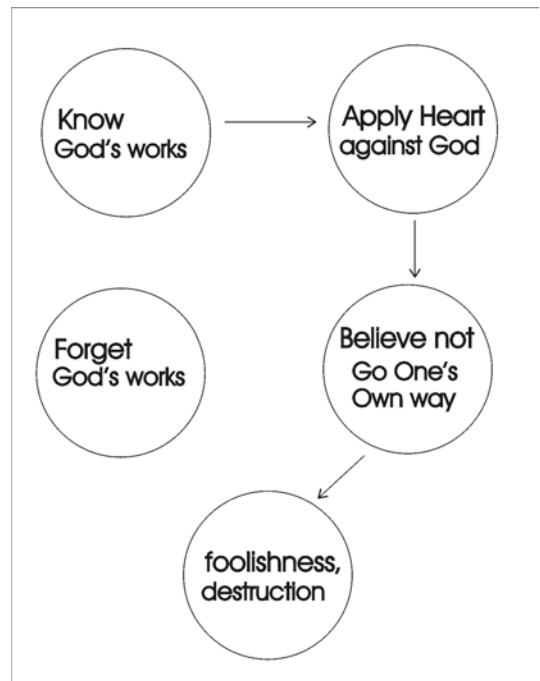 Know
God's works
Apply Heart
against God
Forget
God's works
Believe not
Go One's
Own way
foolishness,
destruction